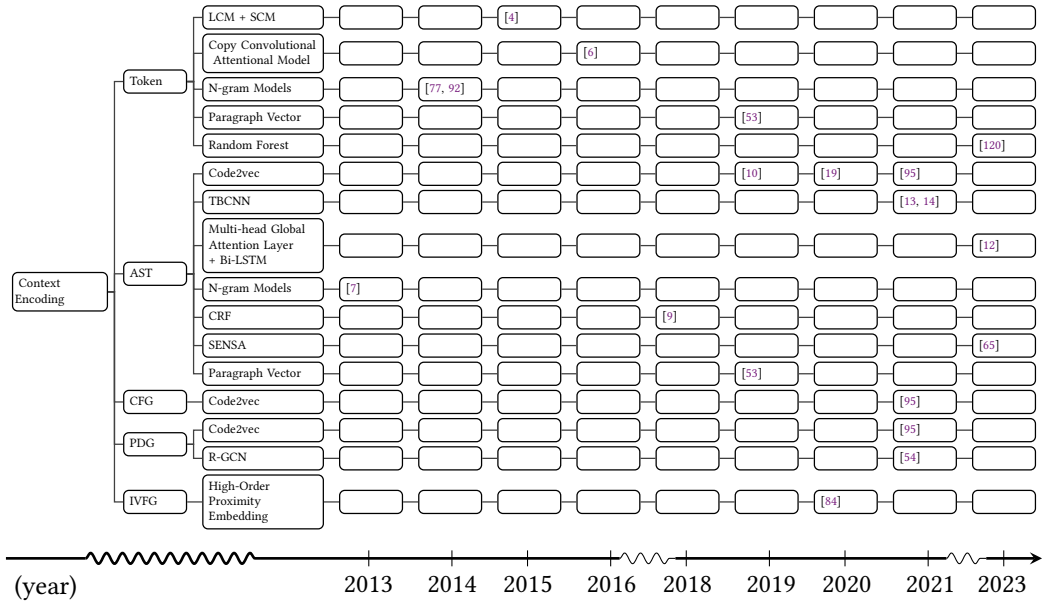 LCM + SCM
[4]
Copy Convolutional
Attentional Model
[6]
Token
N-gram Models
[77, 92]
Paragraph Vector
[53]
Random Forest
[120]
Code2vec
[10]
[19]
[95]
TBCNN
[13, 14]
Multi-head Global
Attention Layer
+ Bi-LSTM
[12]
Context
Encoding
AST
N-gram Models
[7]
CRF
[9]
SENSA
[65]
Paragraph Vector
[53]
CFG
Code2vec
[95]
PDG
Code2vec
[95]
R-GCN
[54]
IVFG
High-Order
Proximity
Embedding
[84]
(year)
2013
2014
2015
2016
2018
2019
2020
2021
2023